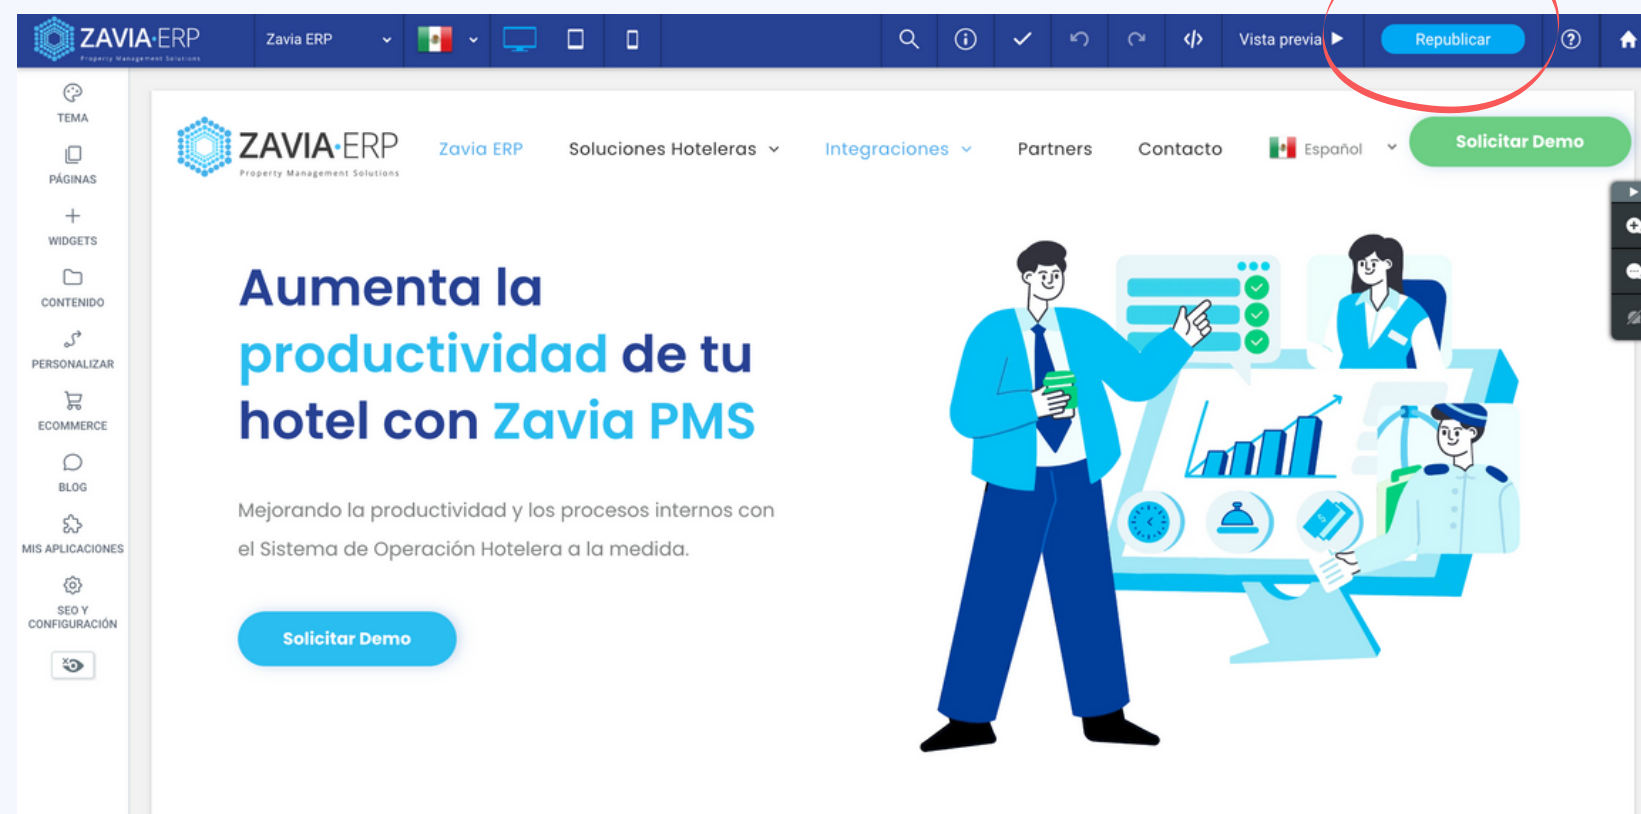 ZAVIA·ERP
Property Management Solutions
Zavia ERP
Vista previa
Republicar
TEMA
PÁGINAS
WIDGETS
CONTENIDO
PERSONALIZAR
ECOMMERCE
BLOG
MIS APLICACIONES
SEO Y
CONFIGURACIÓN
ZAVIA·ERP
Property Management Solutions
Zavia ERP
Soluciones Hoteleras
Integraciones
Partners
Contacto
Español
Solicitar Demo
Aumenta la
productividad de tu
hotel con Zavia PMS
Mejorando la productividad y los procesos internos con
el Sistema de Operación Hotelera a la medida.
Solicitar Demo